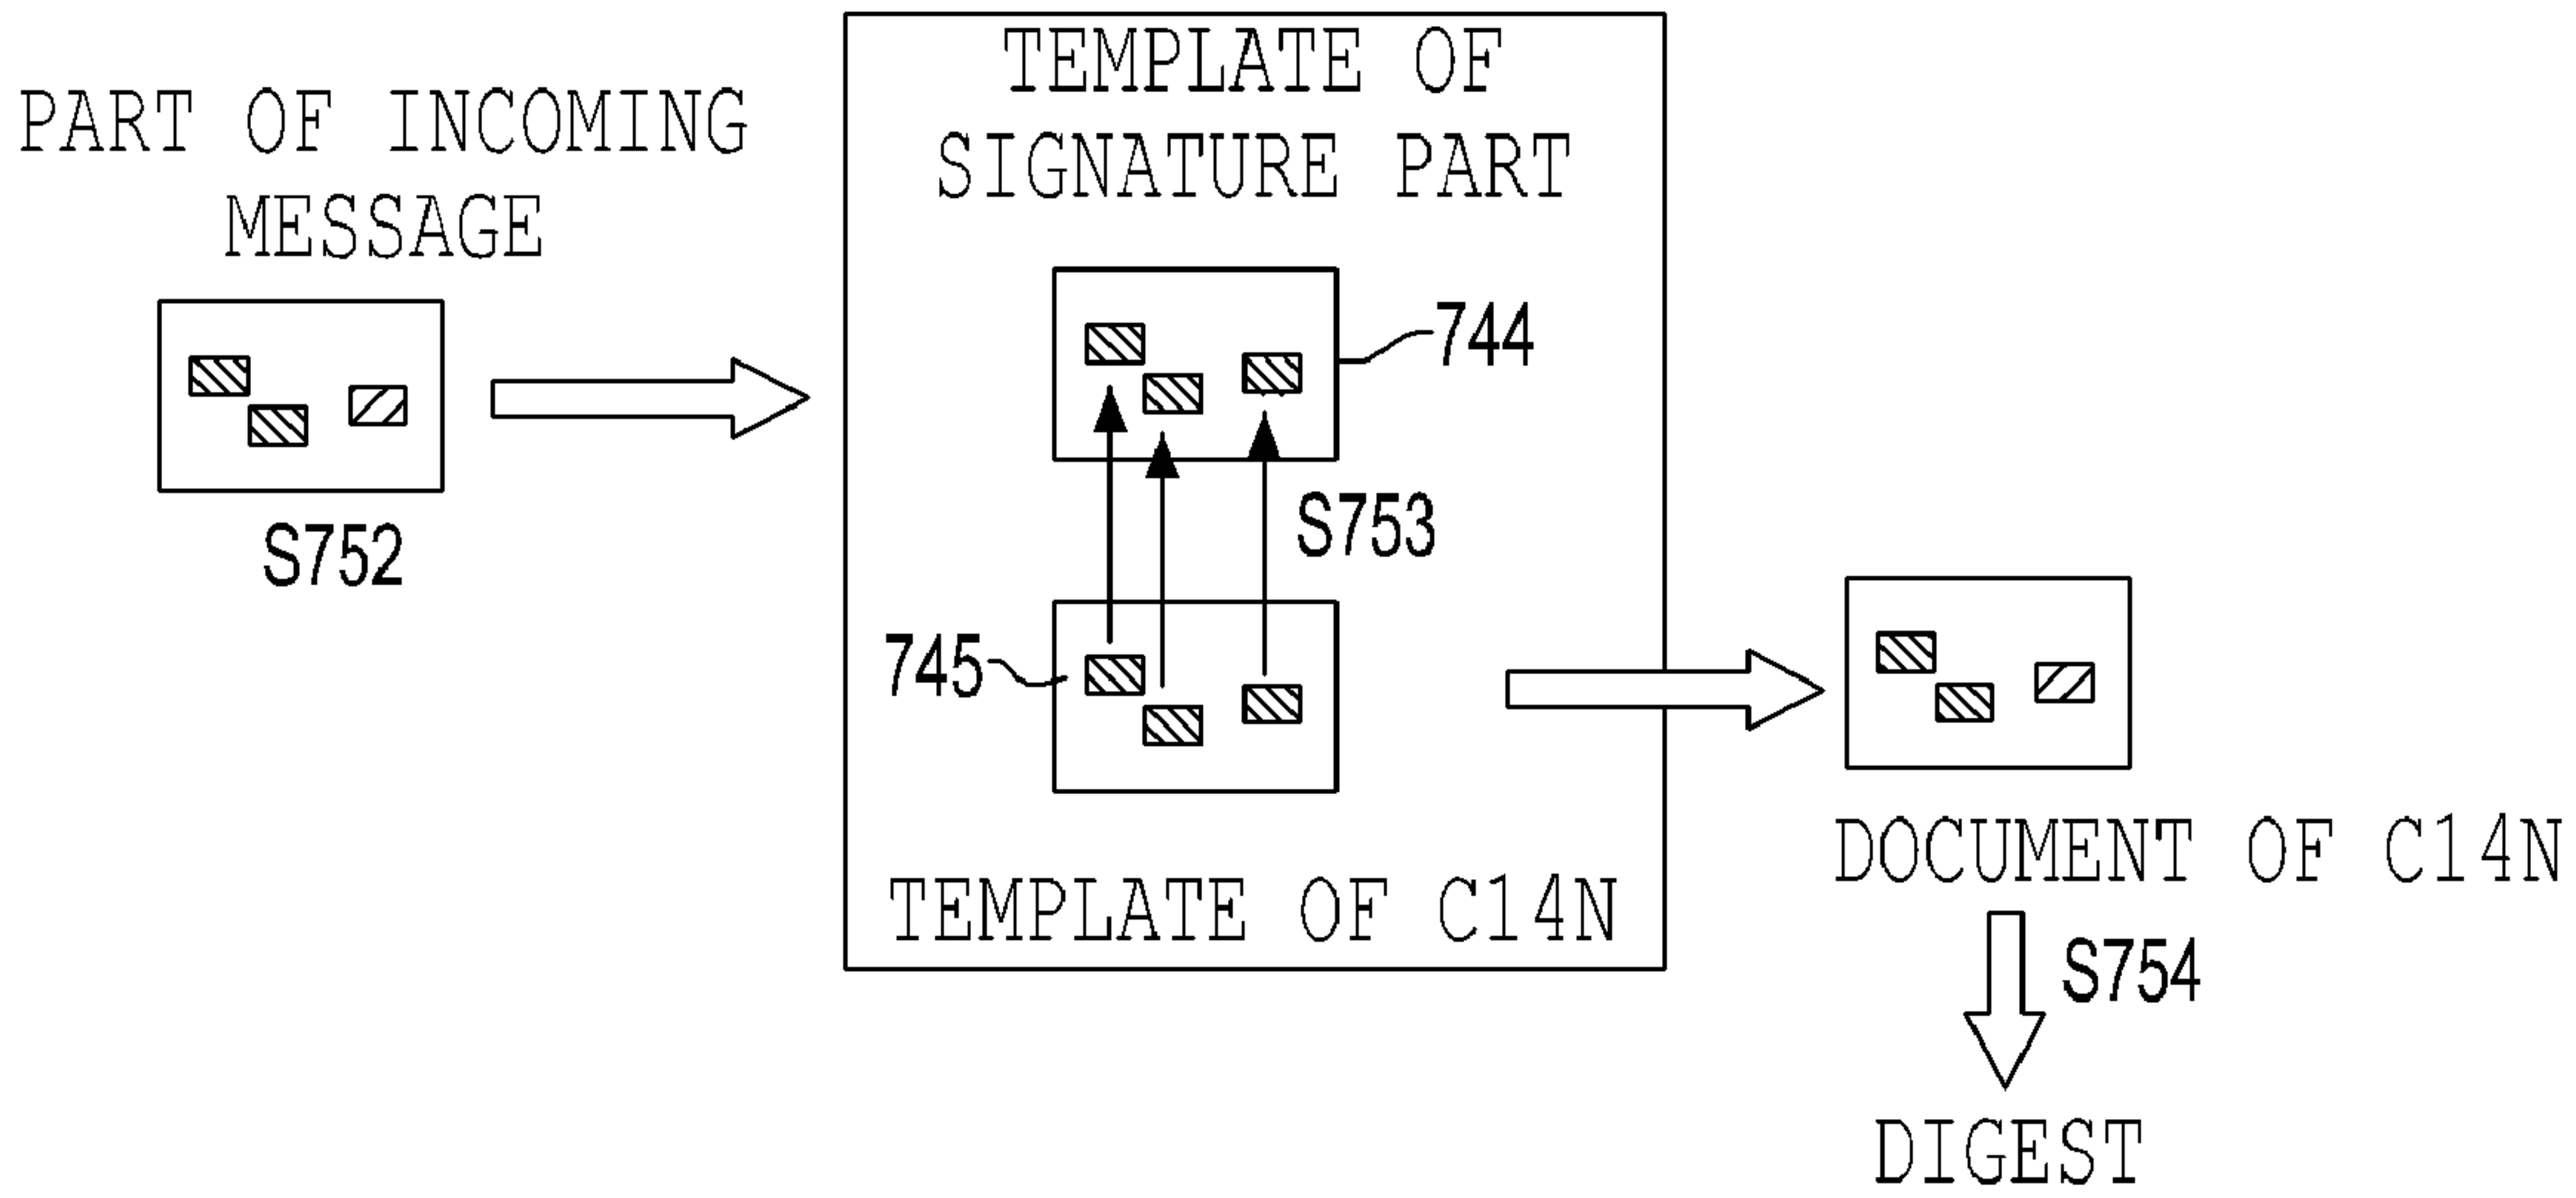 PART OF INCOMING
MESSAGE
S752
TEMPLATE OF
SIGNATURE PART
744
S753
745
TEMPLATE OF C14N
DOCUMENT OF C14N
S754
DIGEST